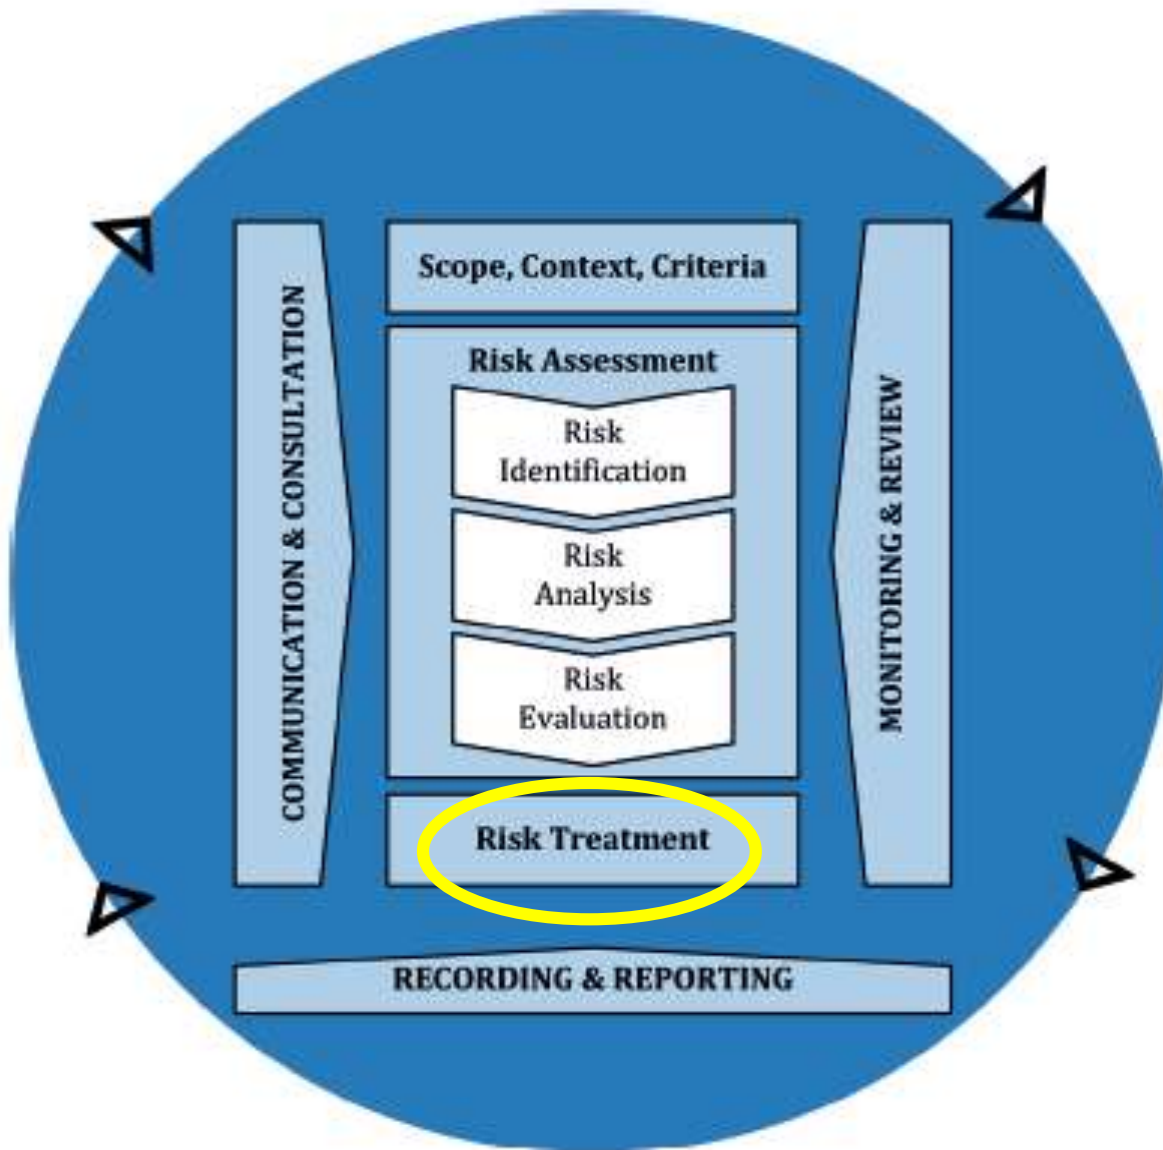 Scope, Context, Criteria
Risk Assessment
Risk
Identification
Risk
Analysis
Risk
Evaluation
Risk Treatment
COMMUNICATION & CONSULTATION
MONITORING & REVIEW
RECORDING & REPORTING